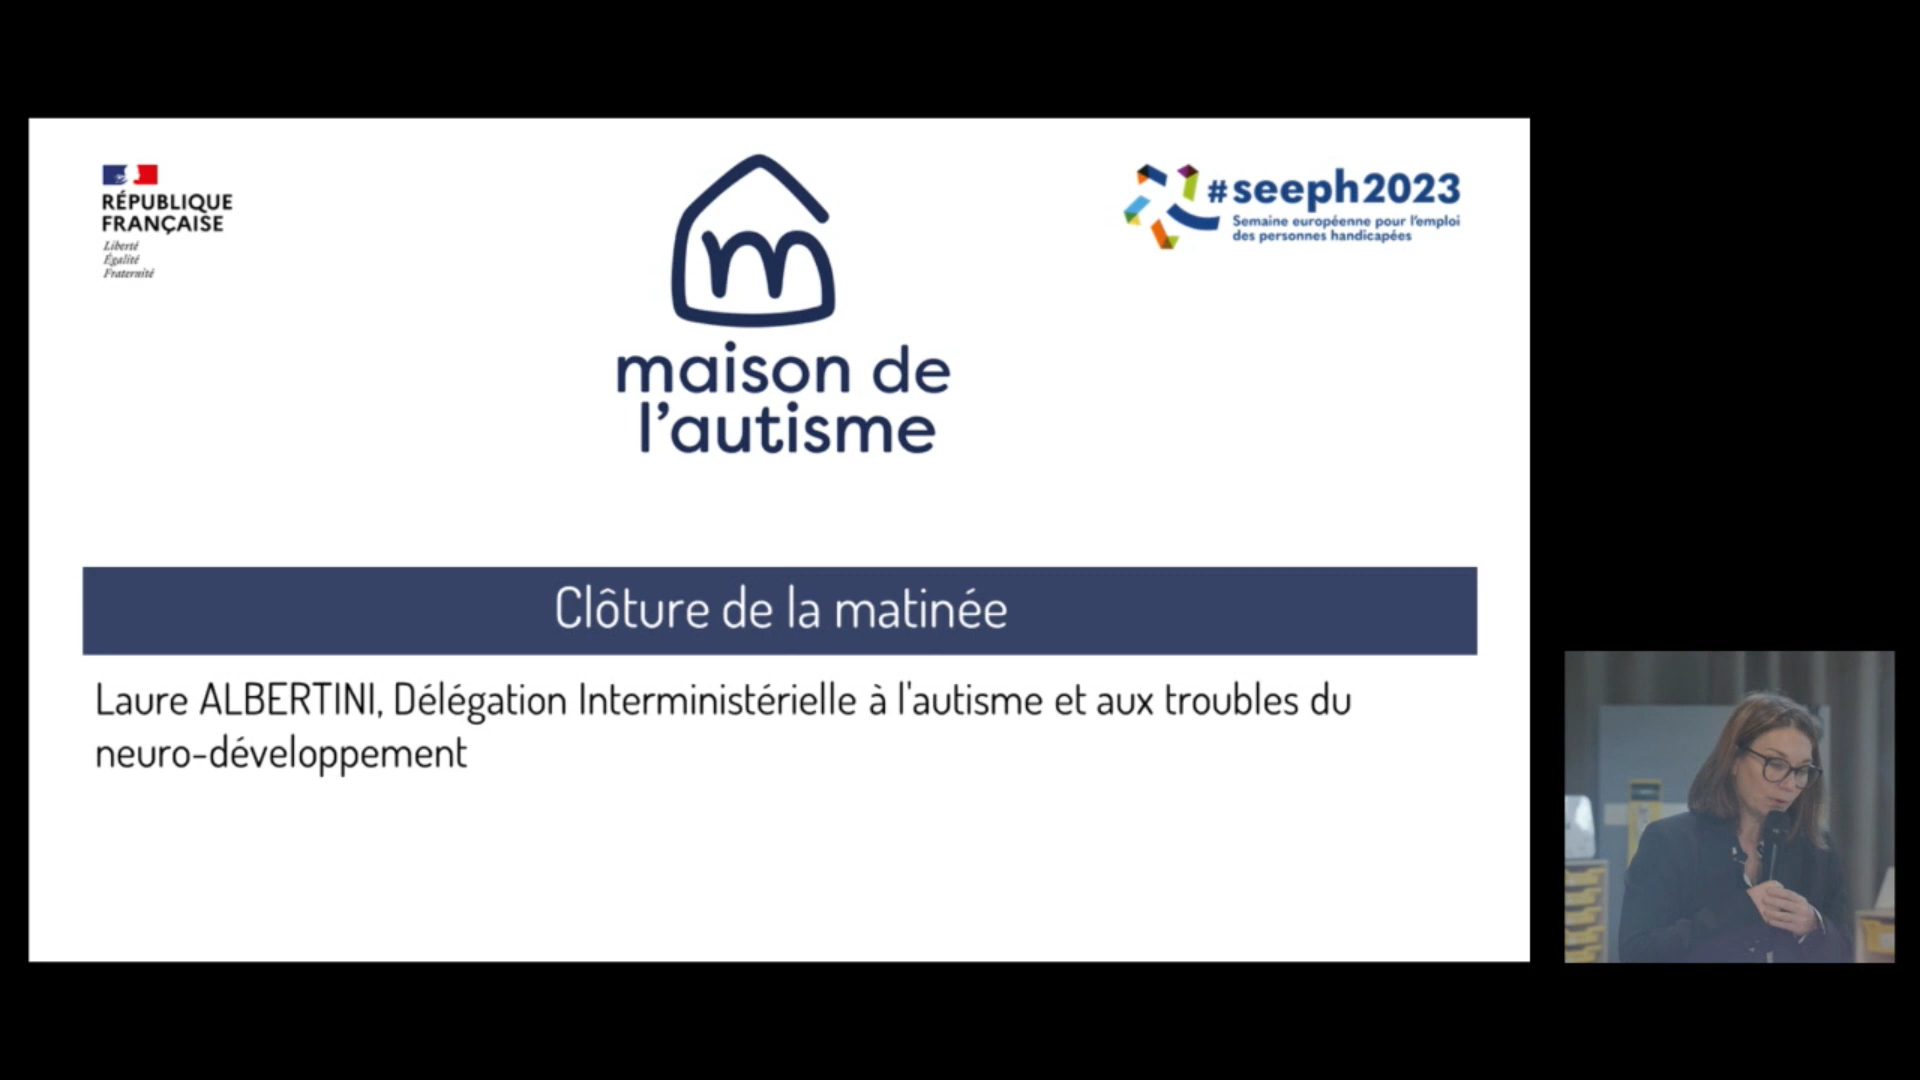 RÉPUBLIQUE
FRANÇAISE
Liberté
Égalité
Fraternité
m
maison de
l'autisme
#seeph2023
Semaine européenne pour l'emploi
des personnes handicapées
Clôture de la matinée
Laure ALBERTINI, Délégation Interministérielle à l'autisme et aux troubles du
neuro-développement